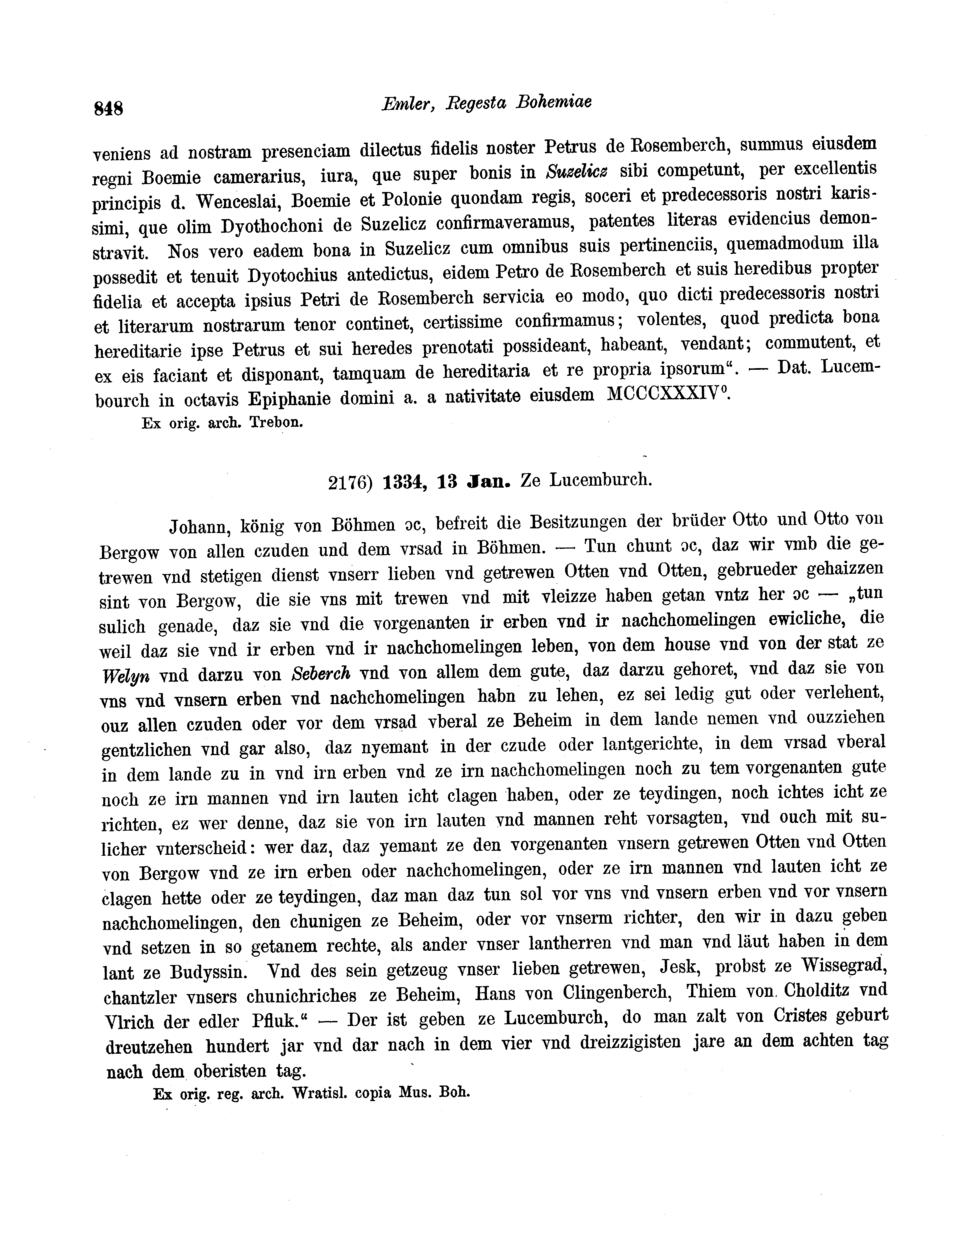 848
Emler, Regesta Bohemiae
veniens ad nostram presenciam dilectus fidelis noster Petrus de Rosemberch, summus eiusdem
regni Boemie camerarius, iura, que super bonis in Suzelicz sibi competunt, per excellentis
principis d. Wenceslai, Boemie et Polonie quondam regis, soceri et predecessoris nostri karis-
simi, que olim Dyothochoni de Suzelicz confirmaveramus, patentes literas evidencius demon-
stravit. Nos vero eadem bona in Suzelicz cum omnibus suis pertinenciis, quemadmodum illa
possedit et tenuit Dyotochius antedictus, eidem Petro de Rosemberch et suis heredibus propter
fidelia et accepta ipsius Petri de Rosemberch servicia eo modo, quo dicti predecessoris nostri
et literarum nostrarum tenor continet, certissime confirmamus; volentes, quod predicta bona
hereditarie ipse Petrus et sui heredes prenotati possideant, habeant, vendant; commutent, et
ex eis faciant et disponant, tamquam de hereditaria et re propria ipsorum“. — Dat. Lucem-
bourch in octavis Epiphanie domini a. a nativitate eiusdem MCCCXXXIV⁰.
Ex orig. arch. Trebon.
2176) 1334, 13 Jan. Ze Lucemburch.
Johann, könig von Böhmen ɔc, befreit die Besitzungen der brüder Otto und Otto von
Bergow von allen czuden und dem vrsad in Böhmen. — Tun chunt ɔc, daz wir vmb die ge-
trewen vnd stetigen dienst vnserr lieben vnd getrewen Otten vnd Otten, gebrueder gehaizzen
sint von Bergow, die sie vns mit trewen vnd mit vleizze haben getan vntz her ɔc — „tun
sulich genade, daz sie vnd die vorgenanten ir erben vnd ir nachchomelingen ewicliche, die
weil daz sie vnd ir erben vnd ir nachchomelingen leben, von dem house vnd von der stat ze
Welyn vnd darzu von Seberch vnd von allem dem gute, daz darzu gehoret, vnd daz sie von
vns vnd vnsern erben vnd nachchomelingen habn zu lehen, ez sei ledig gut oder verlehent,
ouz allen czuden oder vor dem vrsad vberal ze Beheim in dem lande nemen vnd ouzziehen
gentzlichen vnd gar also, daz nyemant in der czude oder lantgerichte, in dem vrsad vberal
in dem lande zu in vnd irn erben vnd ze irn nachchomelingen noch zu tem vorgenanten gute
noch ze irn mannen vnd irn lauten icht clagen haben, oder ze teydingen, noch ichtes icht ze
richten, ez wer denne, daz sie von irn lauten vnd mannen reht vorsagten, vnd ouch mit su-
licher vnterscheid: wer daz, daz yemant ze den vorgenanten vnsern getrewen Otten vnd Otten
von Bergow vnd ze irn erben oder nachchomelingen, oder ze irn mannen vnd lauten icht ze
clagen hette oder ze teydingen, daz man daz tun sol vor vns vnd vnsern erben vnd vor vnsern
nachchomelingen, den chunigen ze Beheim, oder vor vnserm richter, den wir in dazu geben
vnd setzen in so getanem rechte, als ander vnser lantherren vnd man vnd läut haben in dem
lant ze Budyssin. Vnd des sein getzeug vnser lieben getrewen, Jesk, probst ze Wissegrad,
chantzler vnsers chunichriches ze Beheim, Hans von Clingenberch, Thiem von Cholditz vnd
Vlrich der edler Pfluk.“ — Der ist geben ze Lucemburch, do man zalt von Cristes geburt
dreutzehen hundert jar vnd dar nach in dem vier vnd dreizzigisten jare an dem achten tag
nach dem oberisten tag.
Ex orig. reg. arch. Wratisl. copia Mus. Boh.